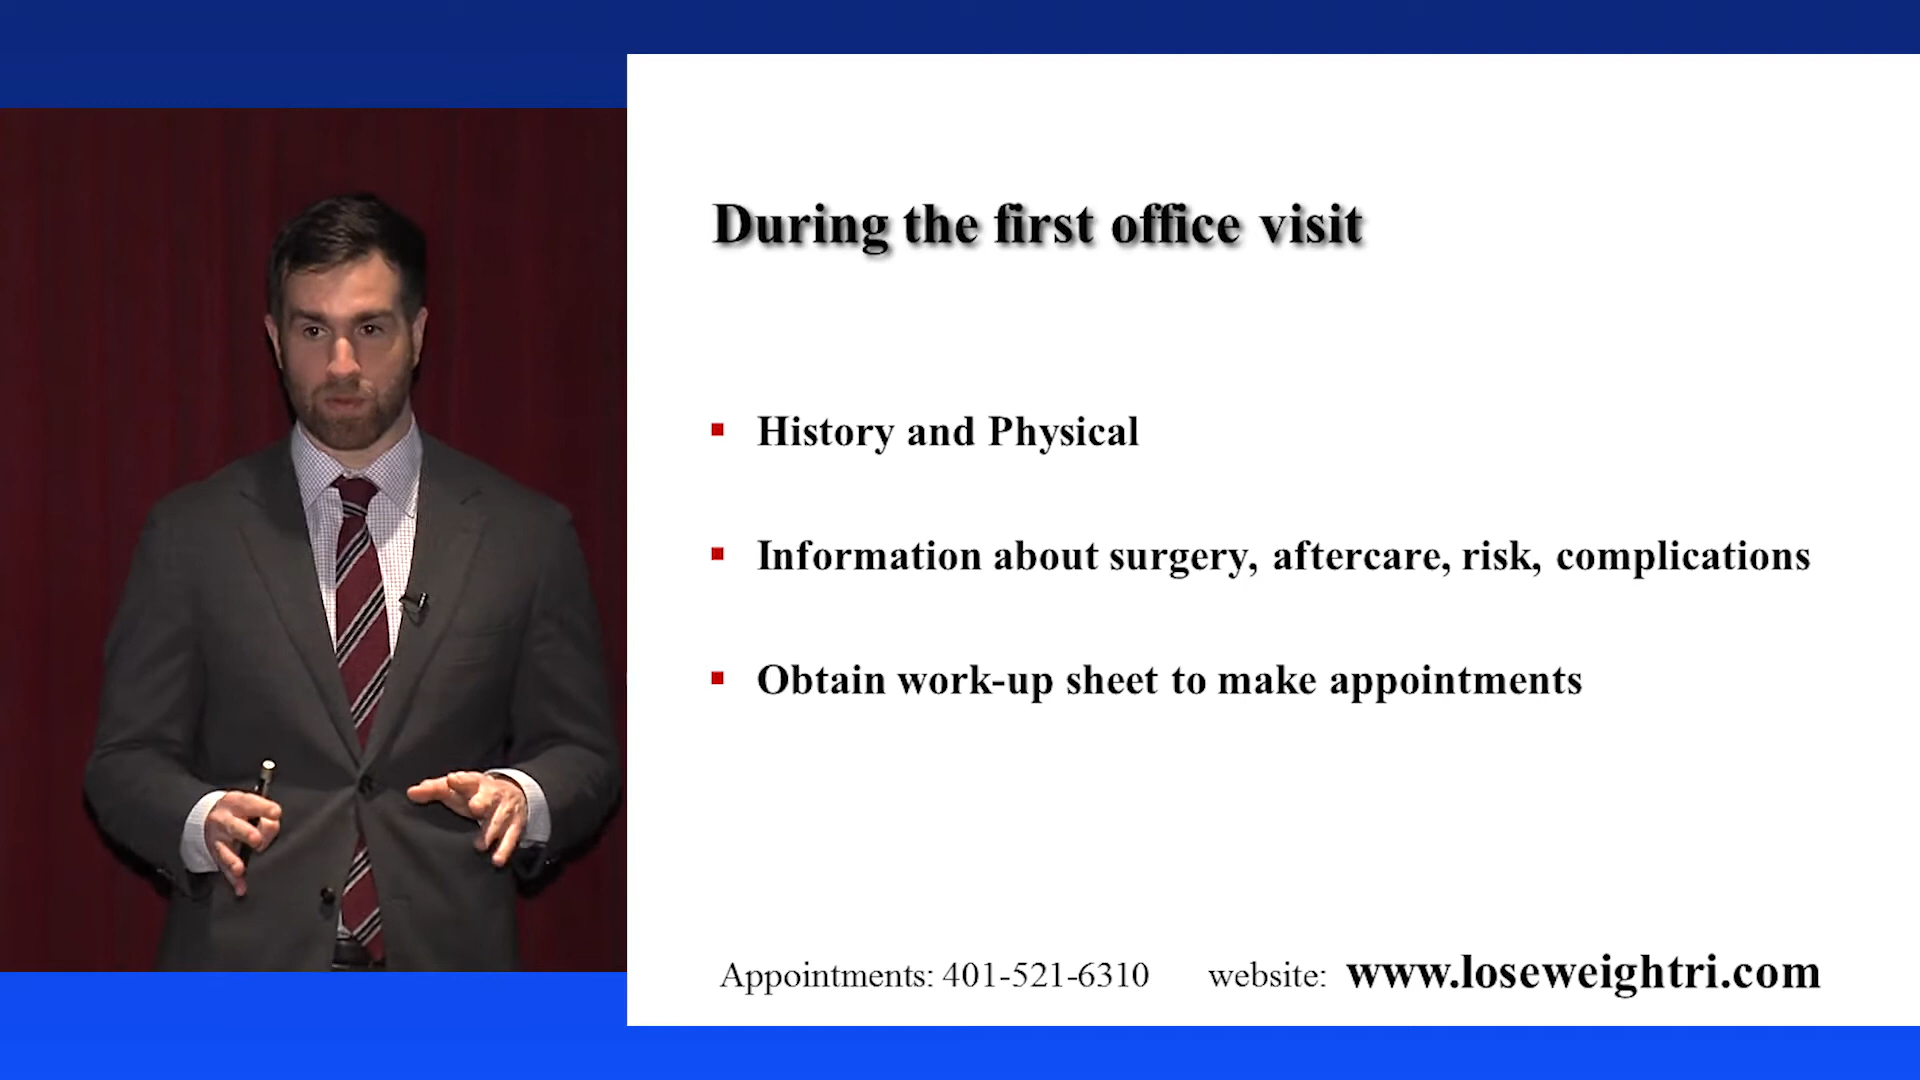 During the first office visit
History and Physical
Information about surgery, aftercare, risk, complications
Obtain work-up sheet to make appointments
Appointments: 401-521-6310 website: www.loseweightri.com